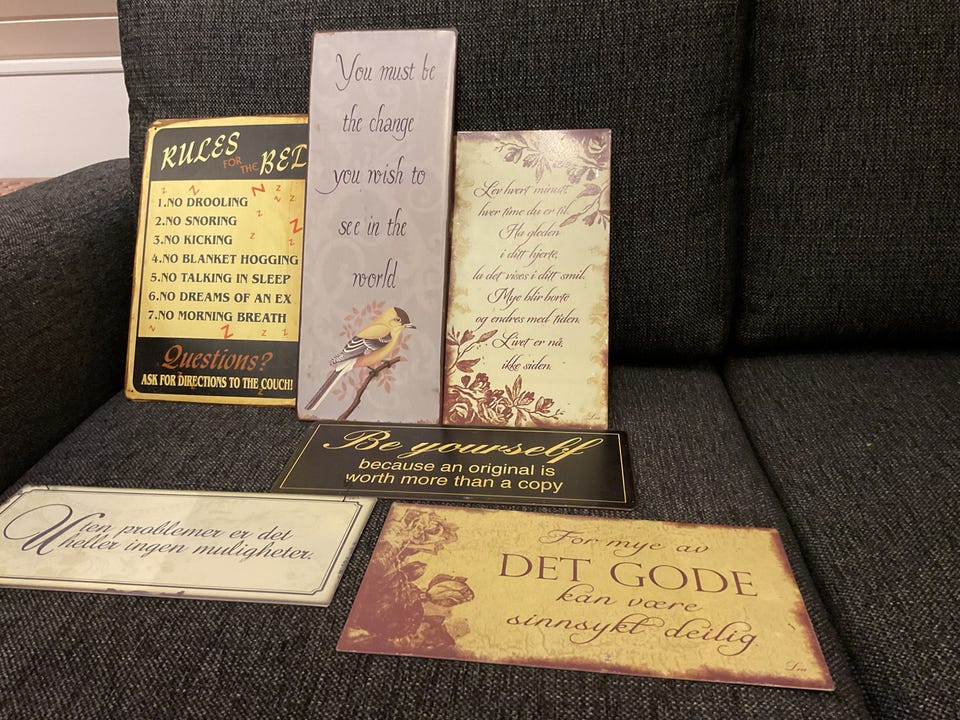 RULES FOR THE BED
1.NO DROOLING
2.NO SNORING
3.NO KICKING
4.NO BLANKET HOGGING
5.NO TALKING IN SLEEP
6.NO DREAMS OF AN EX
7.NO MORNING BREATH
Questions?
ASK FOR DIRECTIONS TO THE COUCH!
You must be
the change
you wish to
see in the
world
Lev hvert minutt,
hver time du er til.
Ha gleden
i ditt hjerte,
la det vises i ditt smil.
Mye blir borte
og endres med tiden.
Livet er nå,
ikke siden.
Be yourself
because an original is
worth more than a copy
Uten problemer er det
heller ingen muligheter.
For mye av
DET GODE
kan være
sinnsykt deilig